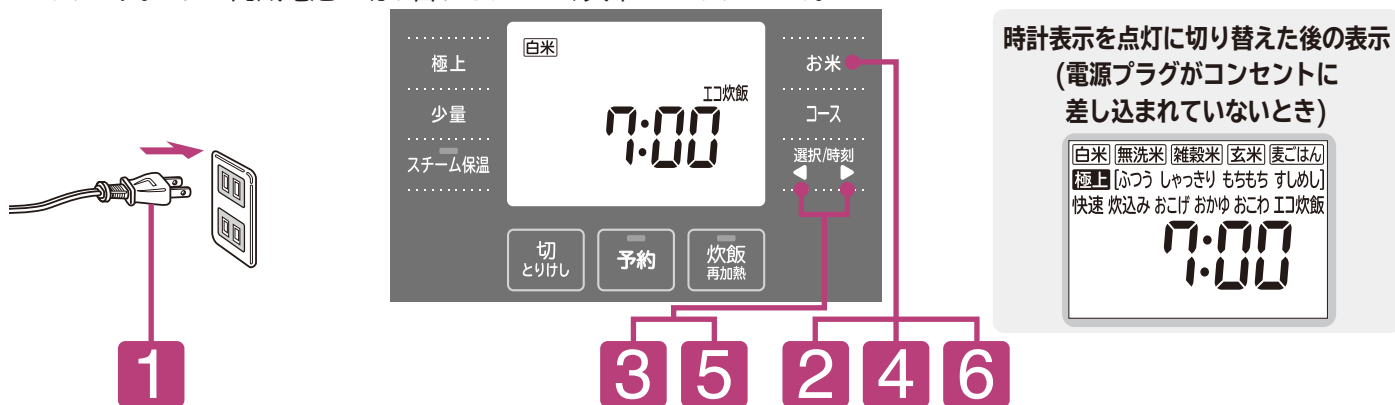 極上
少量
スチーム保温
白米
エコ炊飯
7:00
お米
コース
選択/時刻
切
とりけし
予約
炊飯
再加熱
1
3
5
2
4
6
時計表示を点灯に切り替えた後の表示
(電源プラグがコンセントに
差し込まれていないとき)
白米 無洗米 雑穀米 玄米 麦ごはん
極上 [ふつう しゃっきり もちもち すしめし]
快速 炊込み おこげ おかゆ おこわ エコ炊飯
7:00